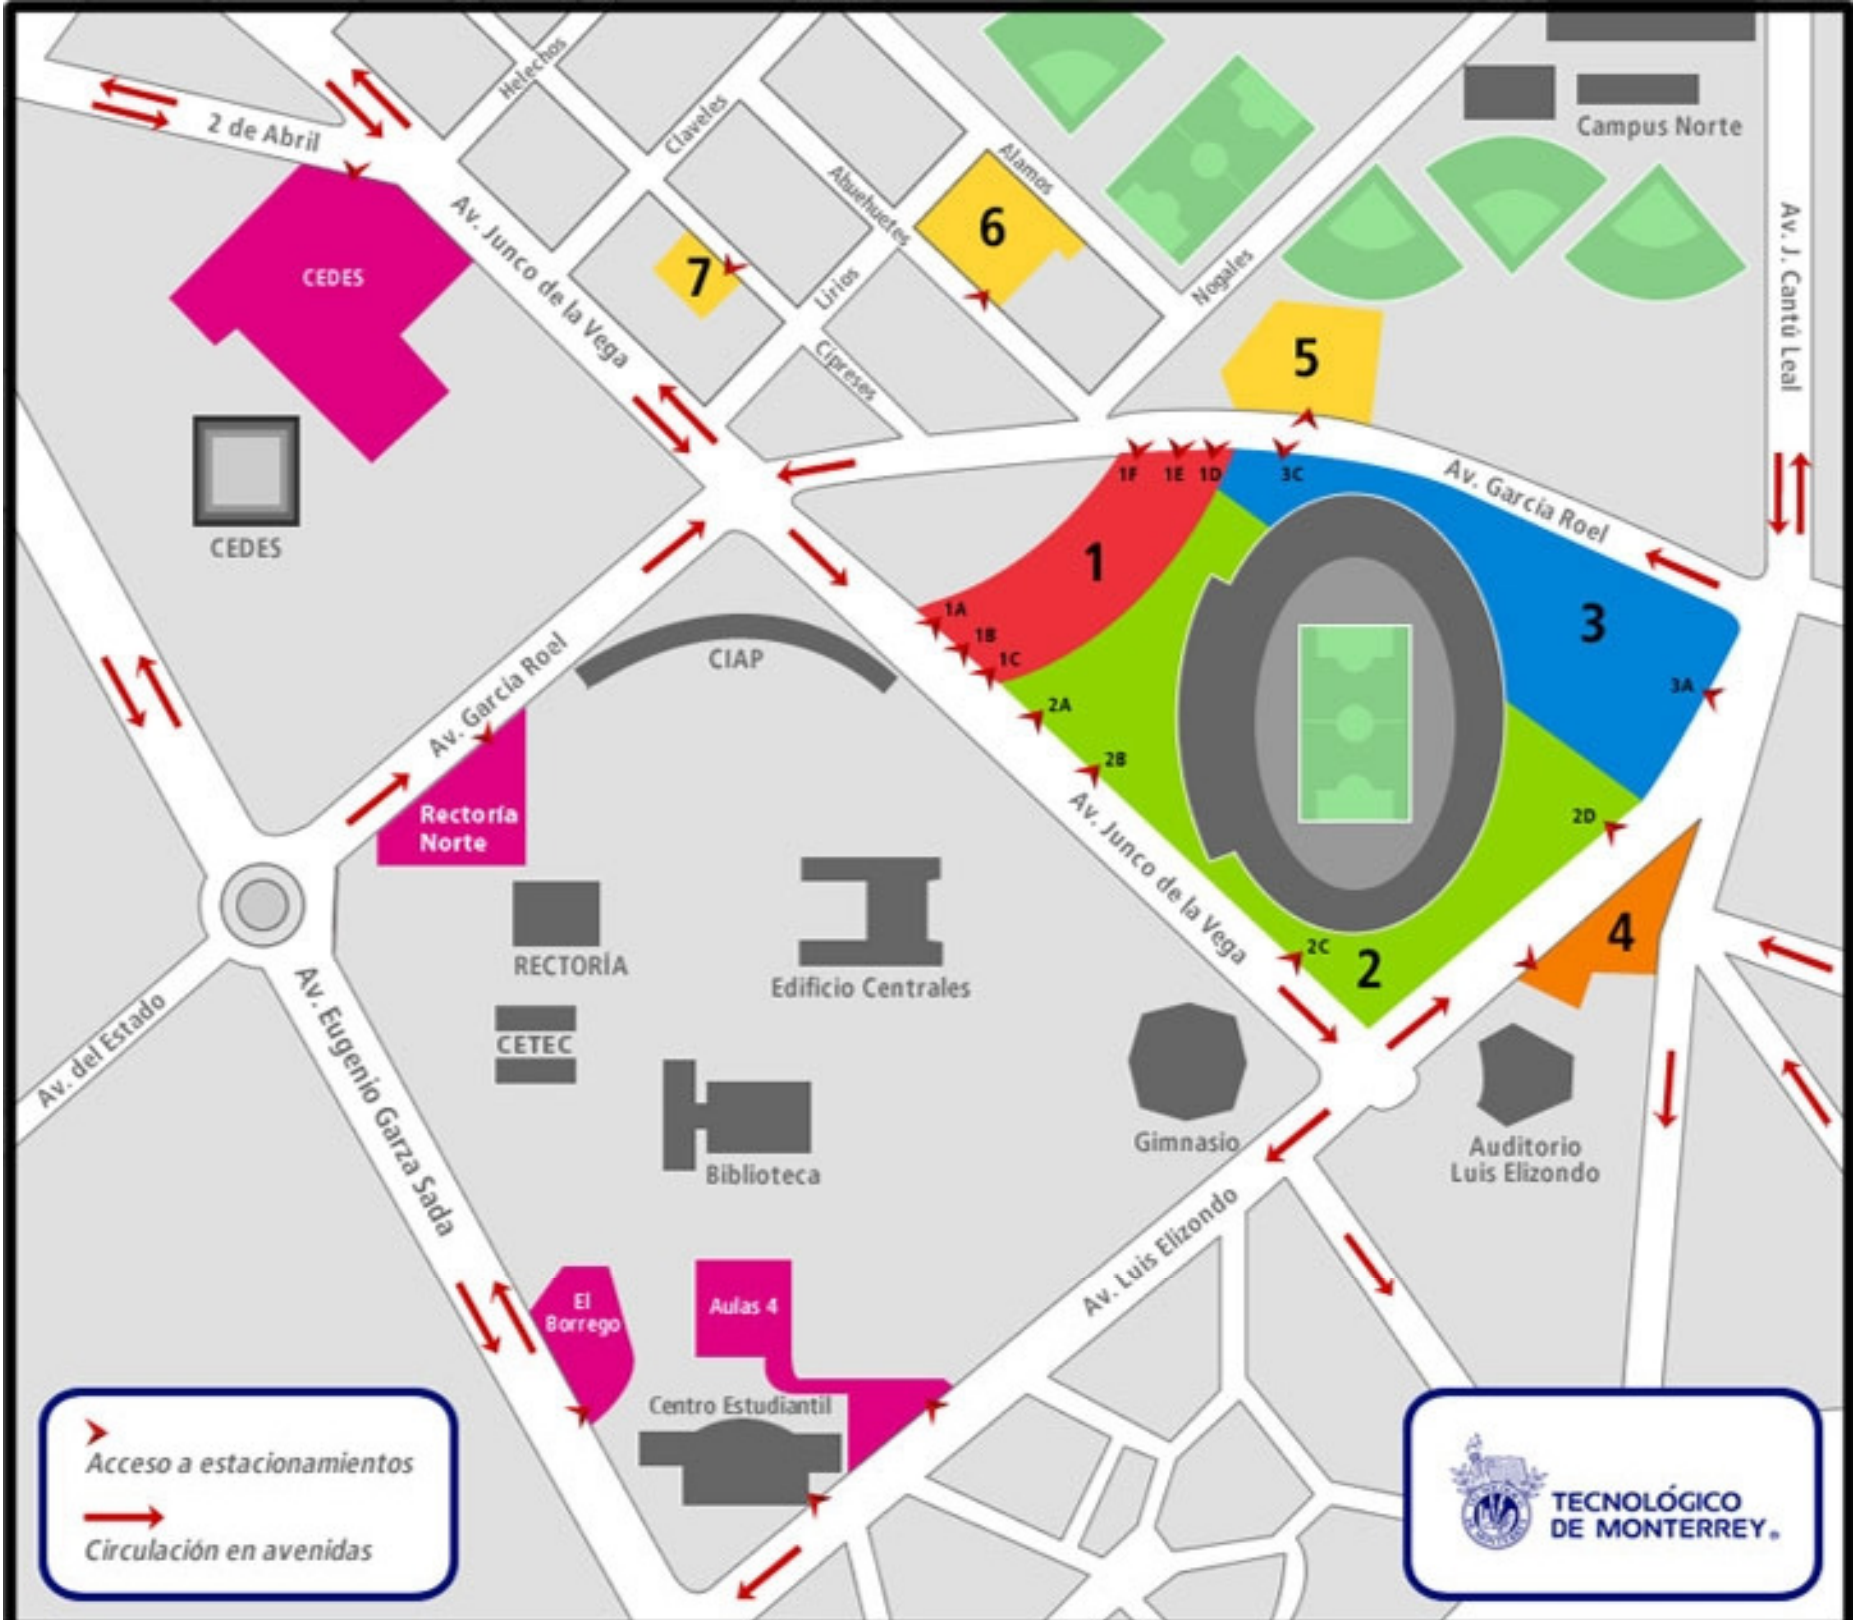 Helechos
2 de Abril
Claveles
Alamos
Campus Norte
Abuehuetes
Av. Junco de la Vega
6
CEDES
7
Lirios
Nogales
Av. J. Cantú Leal
Cipreses
5
1F
1E
1D
3C
Av. García Roel
CEDES
1
1A
1B
1C
3
CIAP
3A
Av. García Roel
2A
2B
2D
Rectoría
Norte
Av. Junco de la Vega
4
2C
2
RECTORÍA
Edificio Centrales
Av. del Estado
CETEC
Av. Eugenio Garza Sada
Gimnasio
Auditorio
Luis Elizondo
Biblioteca
Av. Luis Elizondo
El
Borrego
Aulas 4
Centro Estudiantil
Acceso a estacionamientos
Circulación en avenidas
TECNOLÓGICO
DE MONTERREY®